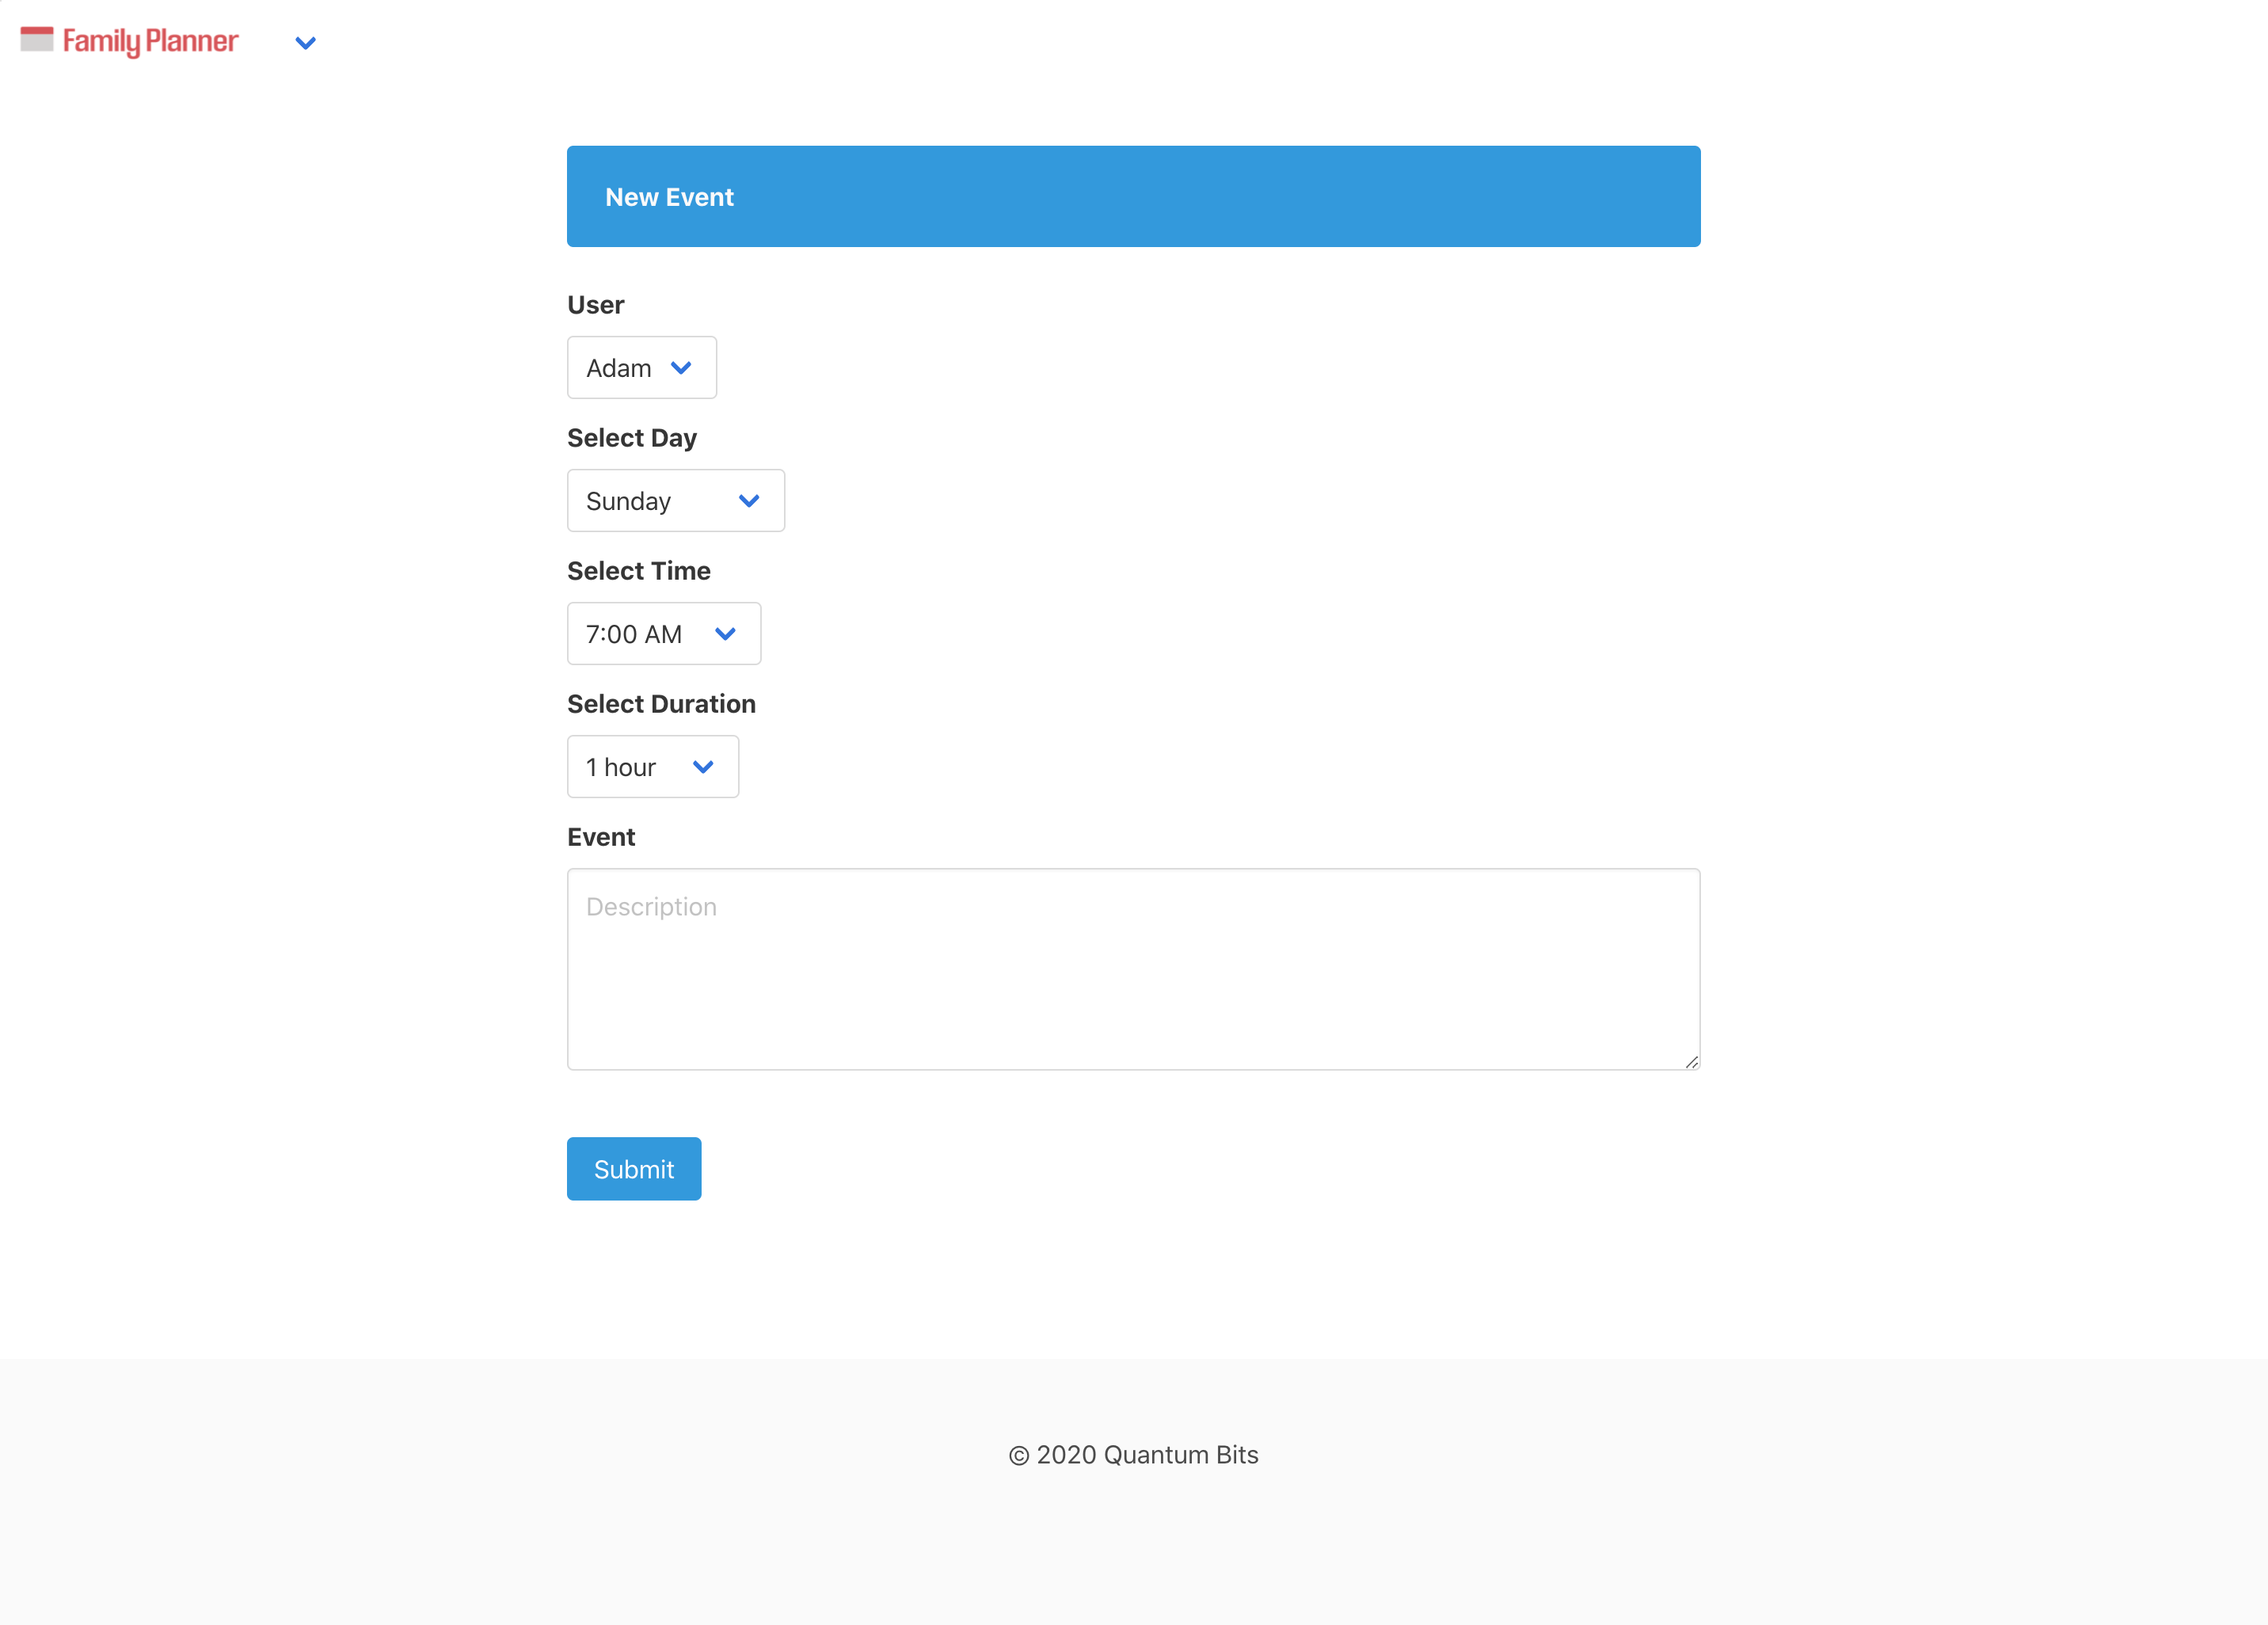 Family Planner
New Event
User
Adam
Select Day
Sunday
Select Time
7:00 AM
Select Duration
1 hour
Event
Description
Submit
© 2020 Quantum Bits